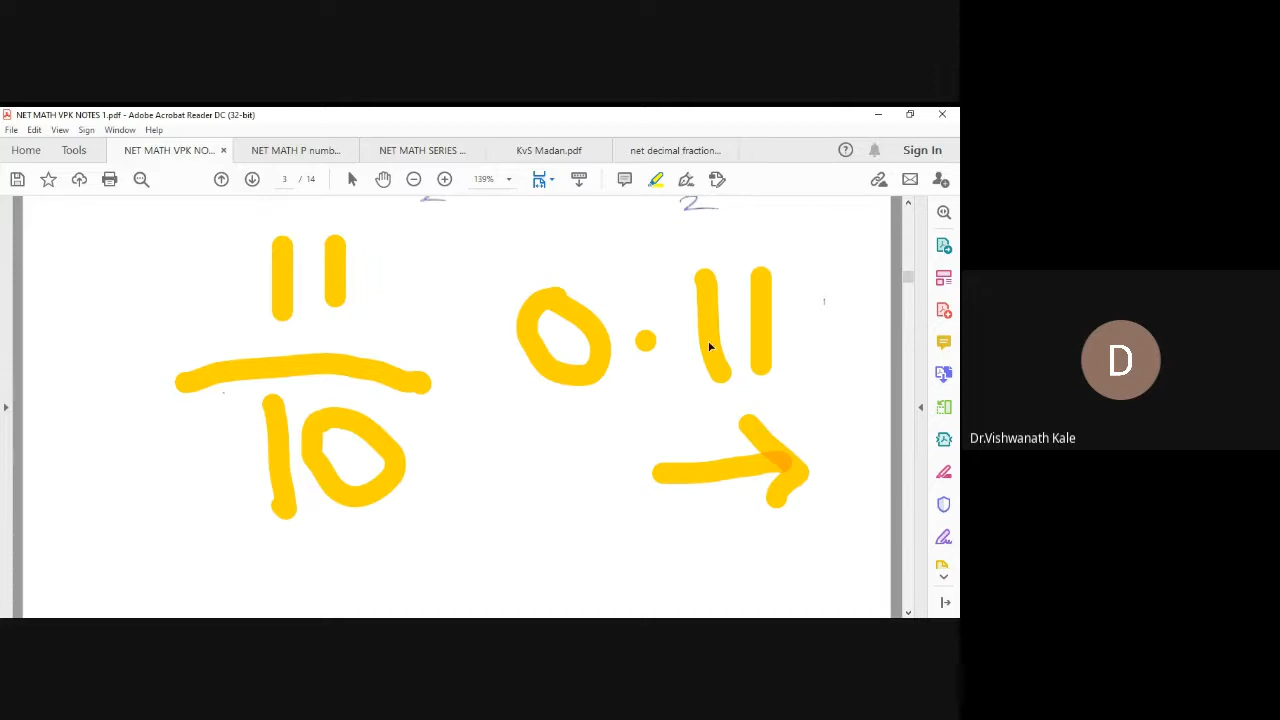 NET MATH VPK NOTES 1.pdf - Adobe Acrobat Reader DC (32-bit)
File Edit View Sign Window Help
Home Tools NET MATH VPK NO... × NET MATH P numb... NET MATH SERIES ... KvS Madan.pdf net decimal fraction... Sign In
3 / 14 139%
2 2
11
10
0.11
D
Dr.Vishwanath Kale